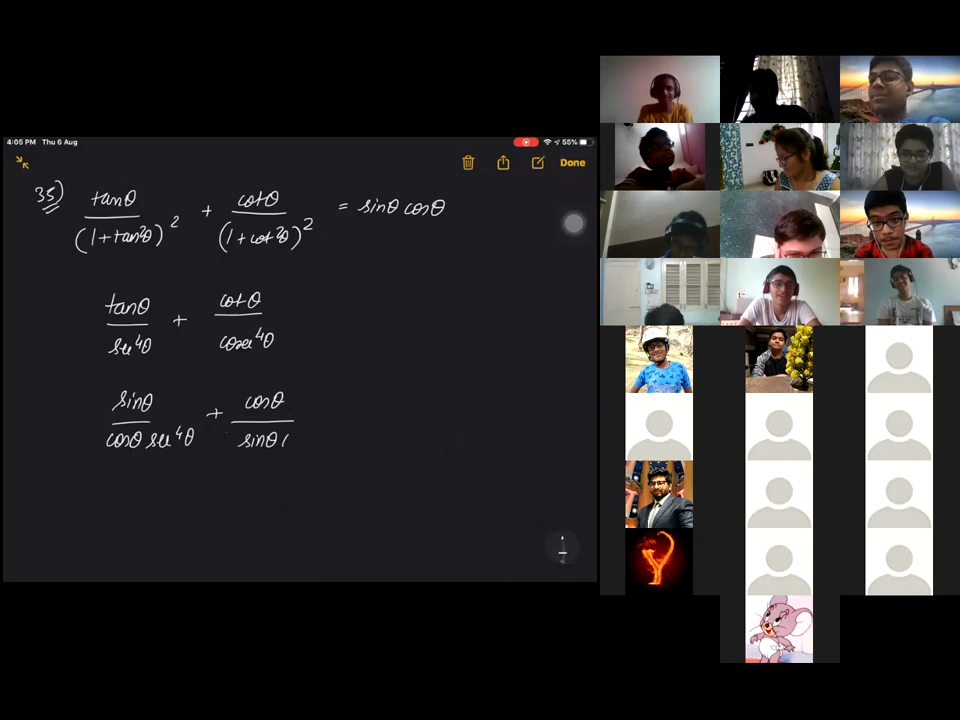 4:05 PM Thu 6 Aug 55%
Done
35) tanθ/(1+tan²θ)² + cotθ/(1+cot²θ)² = sinθ cosθ
tanθ/sec⁴θ + cotθ/cosec⁴θ
sinθ/cosθ sec⁴θ + cosθ/sinθ (